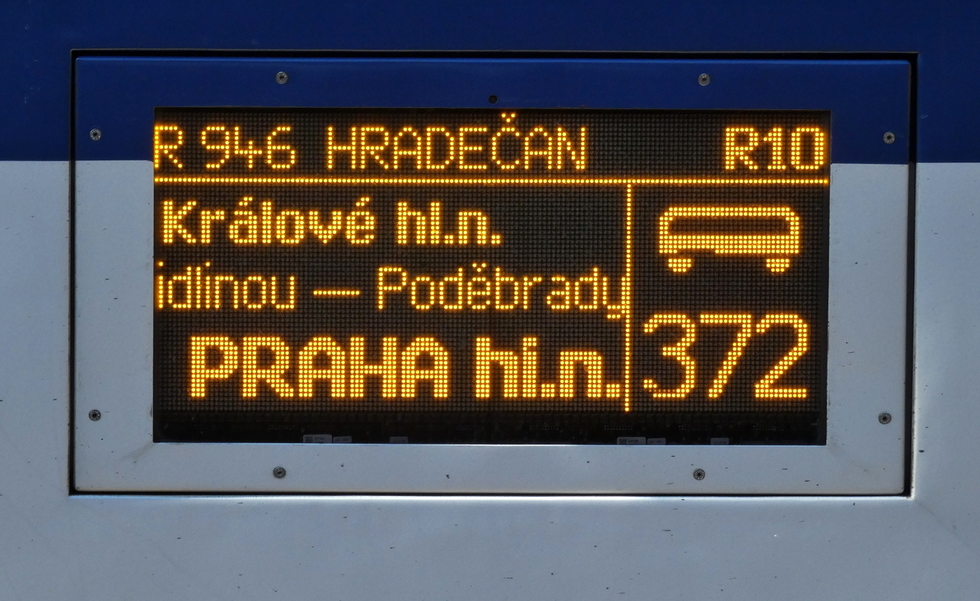 R 946 HRADEČAN R10
Králové hl.n.
idlinou — Poděbrady
PRAHA hl.n. 372